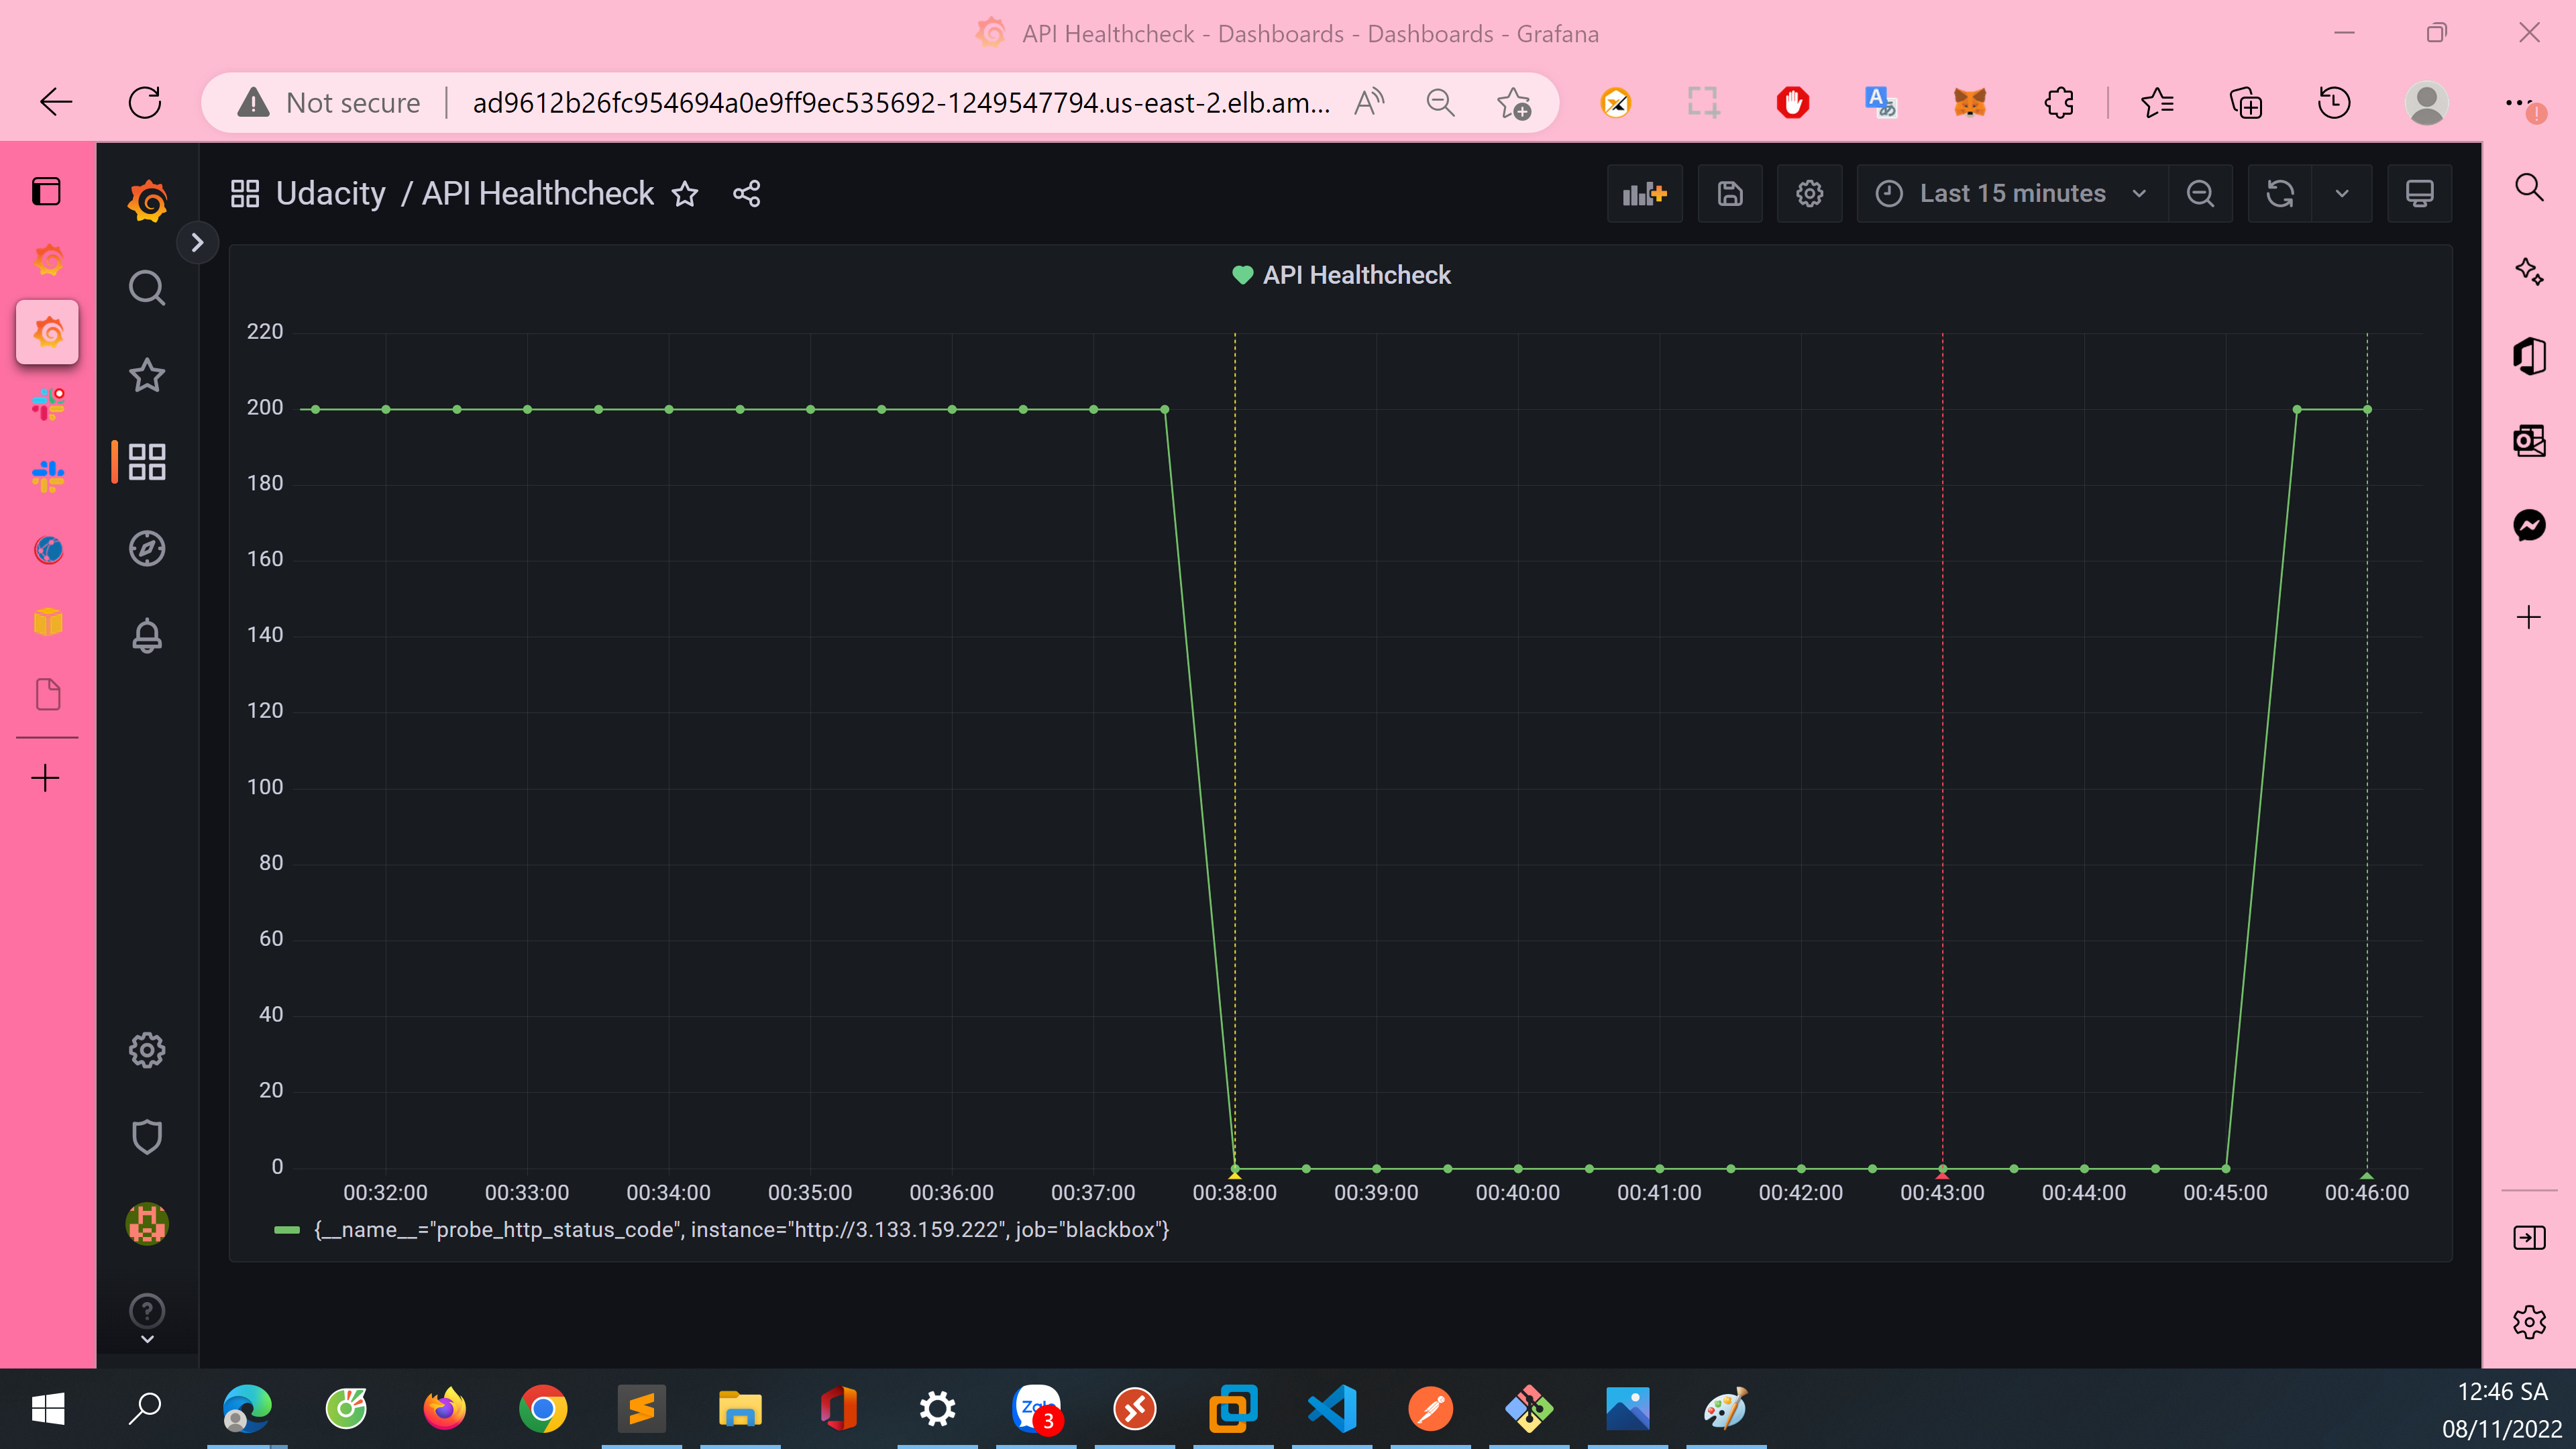 API Healthcheck - Dashboards - Dashboards - Grafana
Not secure
ad9612b26fc954694a0e9ff9ec535692-1249547794.us-east-2.elb.am...
Udacity / API Healthcheck
Last 15 minutes
API Healthcheck
220
200
180
160
140
120
100
80
60
40
20
0
00:32:00 00:33:00 00:34:00 00:35:00 00:36:00 00:37:00 00:38:00 00:39:00 00:40:00 00:41:00 00:42:00 00:43:00 00:44:00 00:45:00 00:46:00
{__name__="probe_http_status_code", instance="http://3.133.159.222", job="blackbox"}
3
12:46 SA
08/11/2022